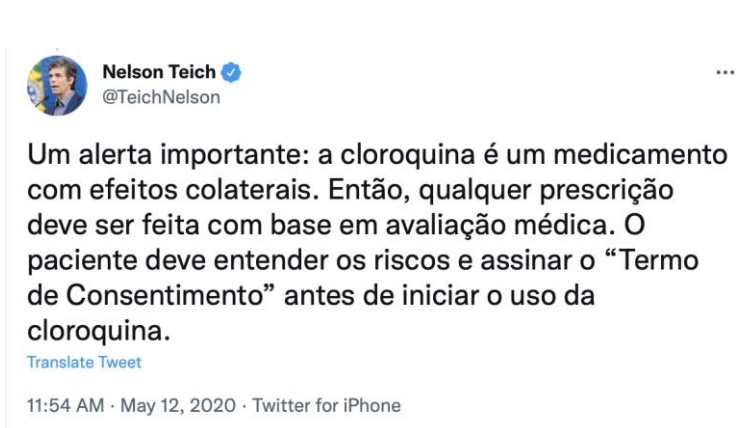 Nelson Teich
@TeichNelson
Um alerta importante: a cloroquina é um medicamento
com efeitos colaterais. Então, qualquer prescrição
deve ser feita com base em avaliação médica. O
paciente deve entender os riscos e assinar o “Termo
de Consentimento” antes de iniciar o uso da
cloroquina.
Translate Tweet
11:54 AM · May 12, 2020 · Twitter for iPhone